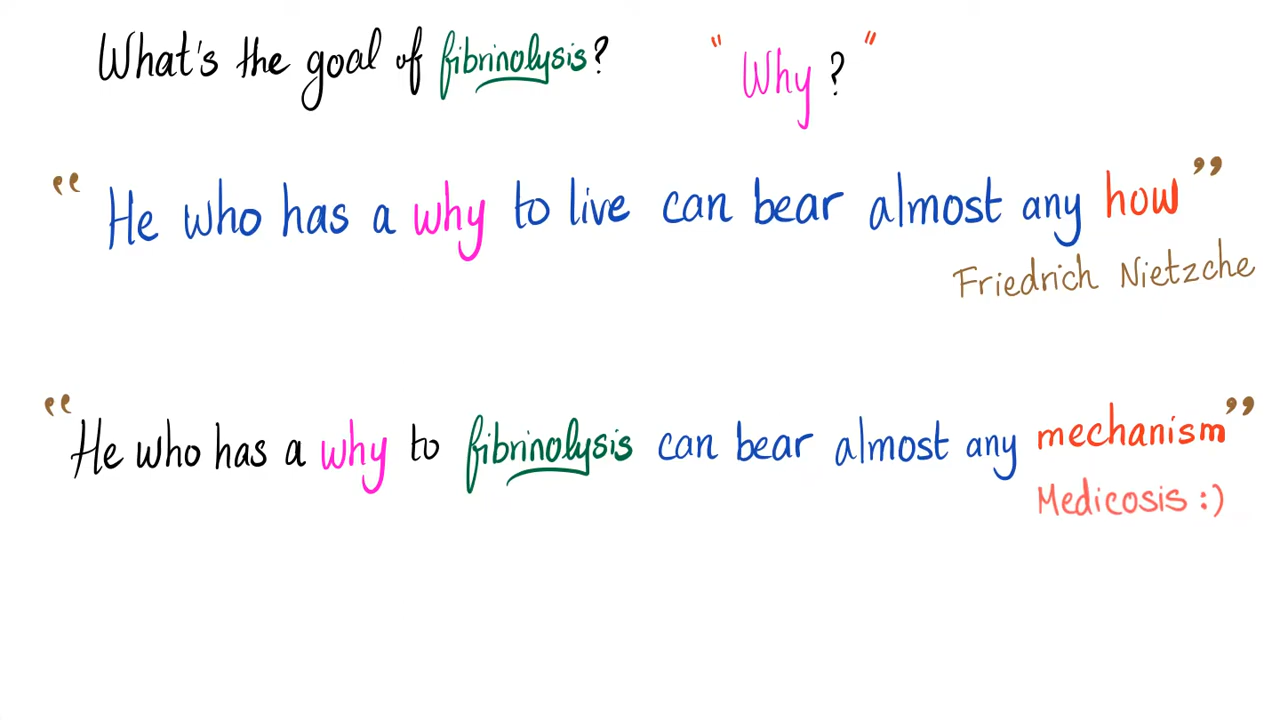 What's the goal of fibrinolysis? "Why?"
"He who has a why to live can bear almost any how"
Friedrich Nietzche
"He who has a why to fibrinolysis can bear almost any mechanism"
Medicosis :)